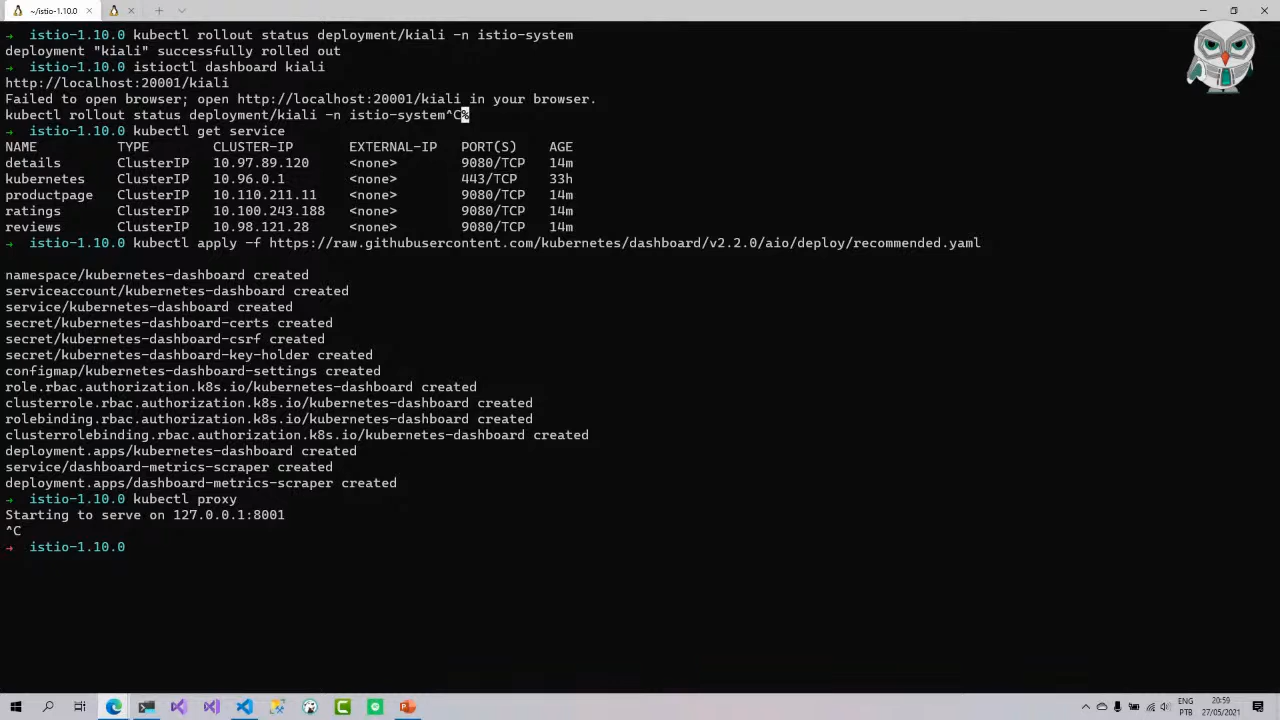 ~/istio-1.10.0
→ istio-1.10.0 kubectl rollout status deployment/kiali -n istio-system
deployment "kiali" successfully rolled out
→ istio-1.10.0 istioctl dashboard kiali
http://localhost:20001/kiali
Failed to open browser; open http://localhost:20001/kiali in your browser.
kubectl rollout status deployment/kiali -n istio-system^C%
→ istio-1.10.0 kubectl get service
NAME TYPE CLUSTER-IP EXTERNAL-IP PORT(S) AGE
details ClusterIP 10.97.89.120 <none> 9080/TCP 14m
kubernetes ClusterIP 10.96.0.1 <none> 443/TCP 33h
productpage ClusterIP 10.110.211.11 <none> 9080/TCP 14m
ratings ClusterIP 10.100.243.188 <none> 9080/TCP 14m
reviews ClusterIP 10.98.121.28 <none> 9080/TCP 14m
→ istio-1.10.0 kubectl apply -f https://raw.githubusercontent.com/kubernetes/dashboard/v2.2.0/aio/deploy/recommended.yaml
namespace/kubernetes-dashboard created
serviceaccount/kubernetes-dashboard created
service/kubernetes-dashboard created
secret/kubernetes-dashboard-certs created
secret/kubernetes-dashboard-csrf created
secret/kubernetes-dashboard-key-holder created
configmap/kubernetes-dashboard-settings created
role.rbac.authorization.k8s.io/kubernetes-dashboard created
clusterrole.rbac.authorization.k8s.io/kubernetes-dashboard created
rolebinding.rbac.authorization.k8s.io/kubernetes-dashboard created
clusterrolebinding.rbac.authorization.k8s.io/kubernetes-dashboard created
deployment.apps/kubernetes-dashboard created
service/dashboard-metrics-scraper created
deployment.apps/dashboard-metrics-scraper created
→ istio-1.10.0 kubectl proxy
Starting to serve on 127.0.0.1:8001
^C
→ istio-1.10.0
ENG 20:59
PTB 27/05/2021